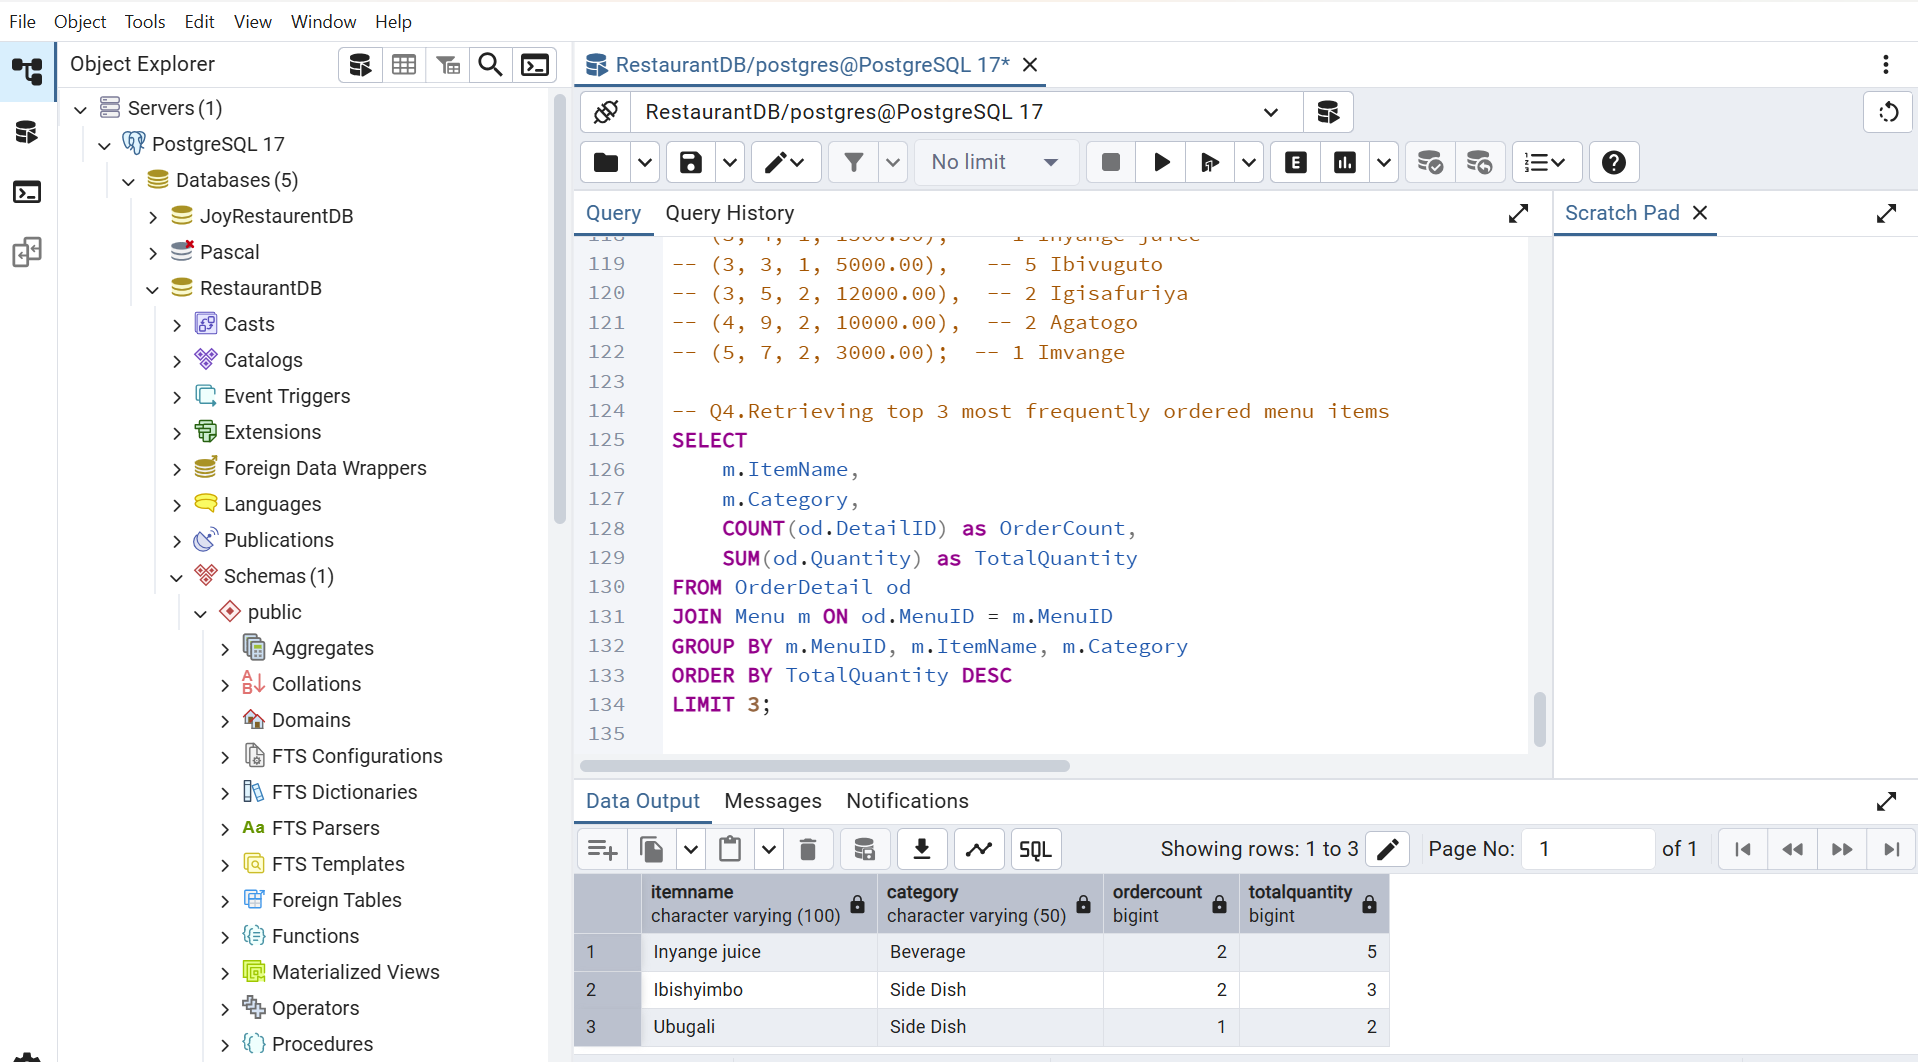 File Object Tools Edit View Window Help
Object Explorer
Servers (1)
PostgreSQL 17
Databases (5)
JoyRestaurentDB
Pascal
RestaurantDB
Casts
Catalogs
Event Triggers
Extensions
Foreign Data Wrappers
Languages
Publications
Schemas (1)
public
Aggregates
Collations
Domains
FTS Configurations
FTS Dictionaries
Aa FTS Parsers
FTS Templates
Foreign Tables
Functions
Materialized Views
Operators
Procedures
RestaurantDB/postgres@PostgreSQL 17*
RestaurantDB/postgres@PostgreSQL 17
No limit
E
Query Query History
Scratch Pad
119 -- (3, 3, 1, 5000.00), -- 5 Ibivuguto
120 -- (3, 5, 2, 12000.00), -- 2 Igisafuriya
121 -- (4, 9, 2, 10000.00), -- 2 Agatogo
122 -- (5, 7, 2, 3000.00); -- 1 Imvange
123
124 -- Q4.Retrieving top 3 most frequently ordered menu items
125 SELECT
126 m.ItemName,
127 m.Category,
128 COUNT(od.DetailID) as OrderCount,
129 SUM(od.Quantity) as TotalQuantity
130 FROM OrderDetail od
131 JOIN Menu m ON od.MenuID = m.MenuID
132 GROUP BY m.MenuID, m.ItemName, m.Category
133 ORDER BY TotalQuantity DESC
134 LIMIT 3;
135
Data Output Messages Notifications
SQL Showing rows: 1 to 3 Page No: 1 of 1
itemname category ordercount totalquantity
character varying (100) character varying (50) bigint bigint
1 Inyange juice Beverage 2 5
2 Ibishyimbo Side Dish 2 3
3 Ubugali Side Dish 1 2